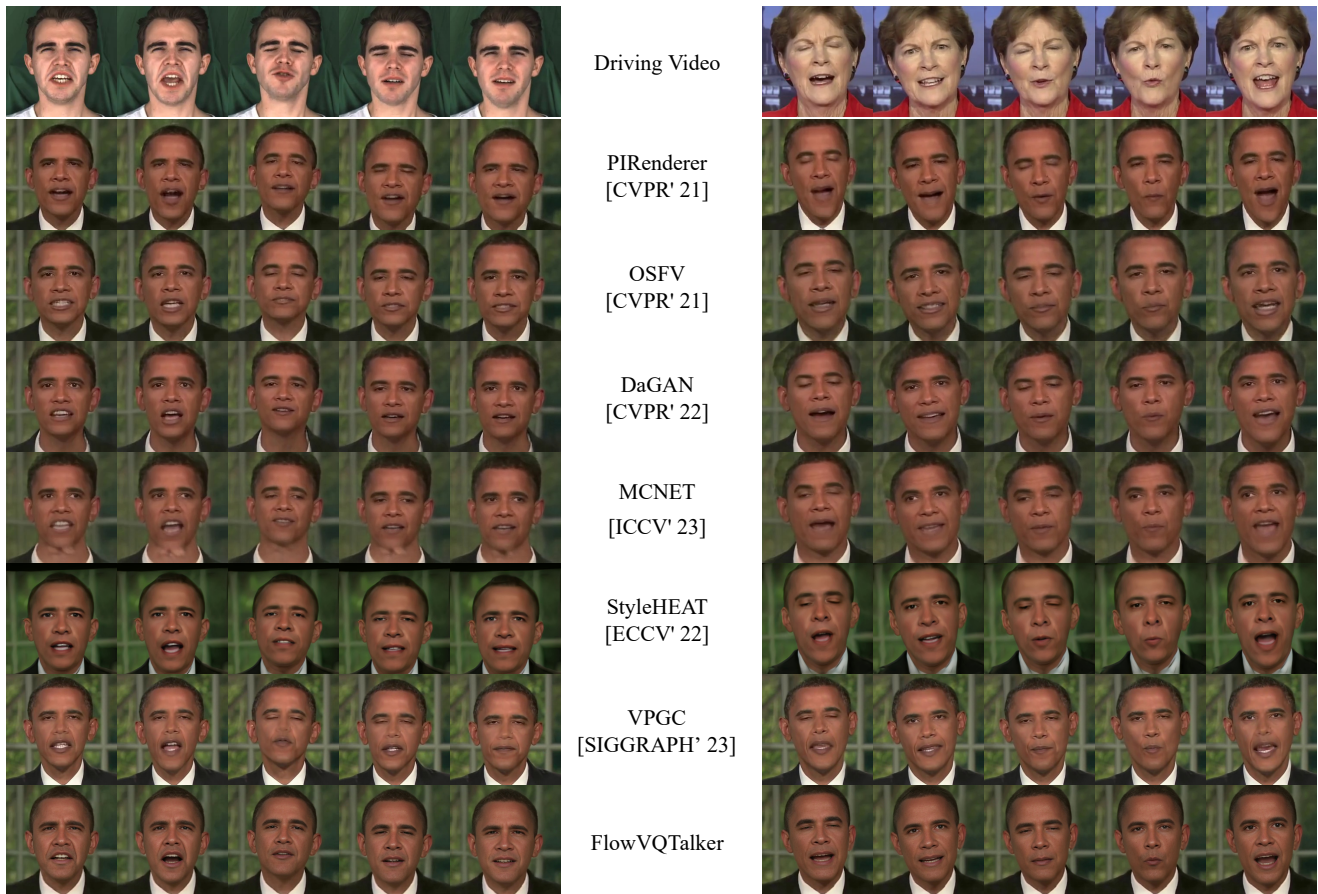 Driving Video
PIRenderer
[CVPR' 21]
OSFV
[CVPR' 21]
DaGAN
[CVPR' 22]
MCNET
[ICCV' 23]
StyleHEAT
[ECCV' 22]
VPGC
[SIGGRAPH’ 23]
FlowVQTalker